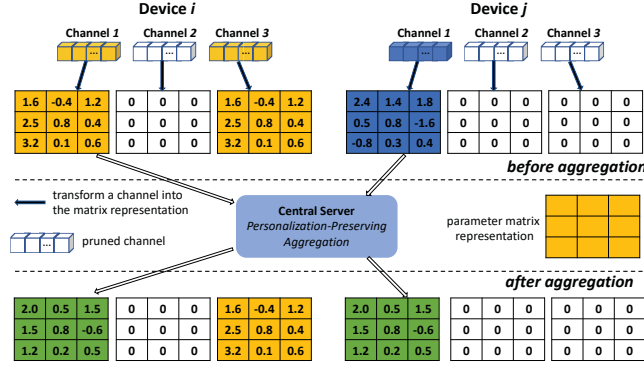 Device i Device j
Channel 1 Channel 2 Channel 3 Channel 1 Channel 2 Channel 3
... ... ... ... ... ...
1.6 -0.4 1.2 0 0 0 1.6 -0.4 1.2 2.4 1.4 1.8 0 0 0 0 0 0
2.5 0.8 0.4 0 0 0 2.5 0.8 0.4 0.5 0.8 -1.6 0 0 0 0 0 0
3.2 0.1 0.6 0 0 0 3.2 0.1 0.6 -0.8 0.3 0.4 0 0 0 0 0 0
before aggregation
transform a channel into
the matrix representation
... pruned channel
Central Server
Personalization-Preserving
Aggregation
parameter matrix
representation
after aggregation
2.0 0.5 1.5 0 0 0 1.6 -0.4 1.2 2.0 0.5 1.5 0 0 0 0 0 0
1.5 0.8 -0.6 0 0 0 2.5 0.8 0.4 1.5 0.8 -0.6 0 0 0 0 0 0
1.2 0.2 0.5 0 0 0 3.2 0.1 0.6 1.2 0.2 0.5 0 0 0 0 0 0